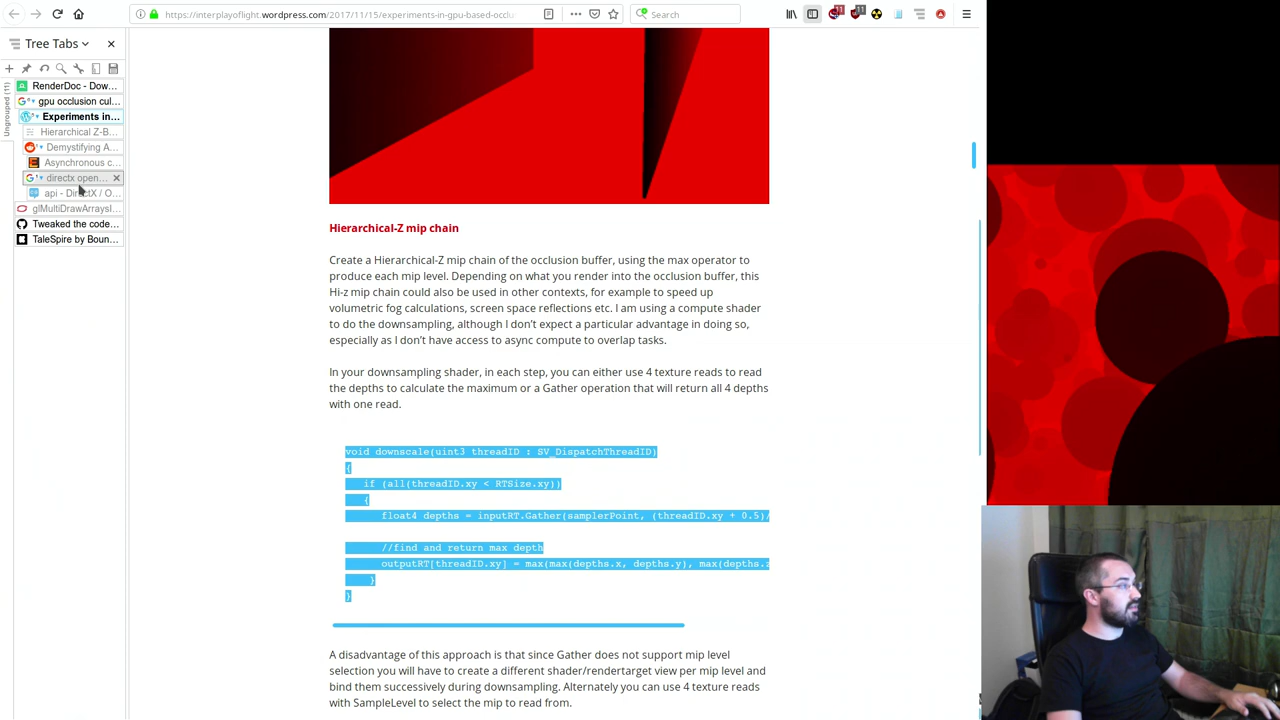 https://interplayoflight.wordpress.com/2017/11/15/experiments-in-gpu-based-occlu
Search
11
11
Tree Tabs
Ungrouped (11)
RenderDoc - Dow...
gpu occlusion cul...
Experiments in...
Hierarchical Z-B...
Demystifying A...
Asynchronous c...
directx open...
api - DirectX / O...
glMultiDrawArraysI...
Tweaked the code...
TaleSpire by Boun...
Hierarchical-Z mip chain
Create a Hierarchical-Z mip chain of the occlusion buffer, using the max operator to
produce each mip level. Depending on what you render into the occlusion buffer, this
Hi-z mip chain could also be used in other contexts, for example to speed up
volumetric fog calculations, screen space reflections etc. I am using a compute shader
to do the downsampling, although I don't expect a particular advantage in doing so,
especially as I don't have access to async compute to overlap tasks.
In your downsampling shader, in each step, you can either use 4 texture reads to read
the depths to calculate the maximum or a Gather operation that will return all 4 depths
with one read.
void downscale(uint3 threadID : SV_DispatchThreadID)
{
if (all(threadID.xy < RTSize.xy))
{
float4 depths = inputRT.Gather(samplerPoint, (threadID.xy + 0.5)/
//find and return max depth
outputRT[threadID.xy] = max(max(depths.x, depths.y), max(depths.z
}
}
A disadvantage of this approach is that since Gather does not support mip level
selection you will have to create a different shader/rendertarget view per mip level and
bind them successively during downsampling. Alternately you can use 4 texture reads
with SampleLevel to select the mip to read from.